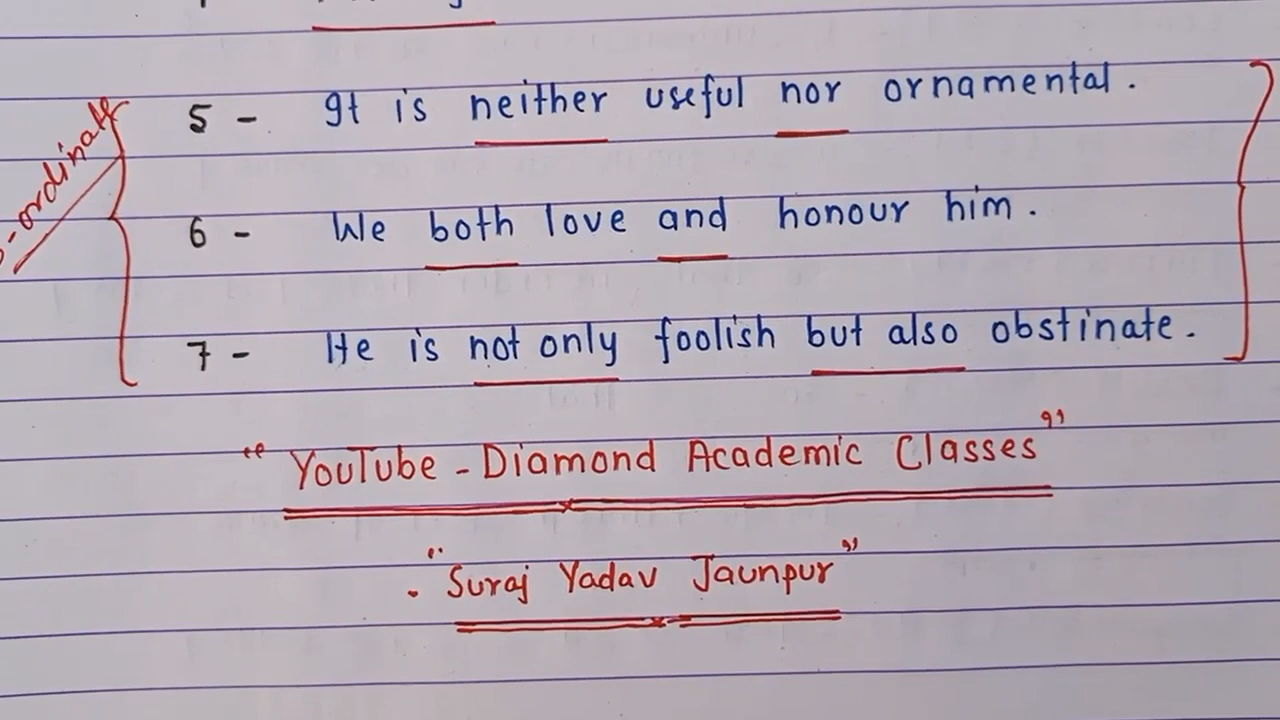 5 - It is neither useful nor ornamental.
-ordinate
6 - We both love and honour him.
7 - He is not only foolish but also obstinate.
"YouTube - Diamond Academic Classes"
. "Suraj Yadav Jaunpur"